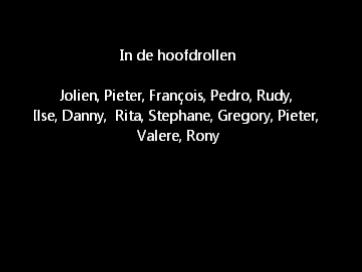 In de hoofdrollen
Jolien, Pieter, François, Pedro, Rudy,
Ilse, Danny, Rita, Stephane, Gregory, Pieter,
Valere, Rony